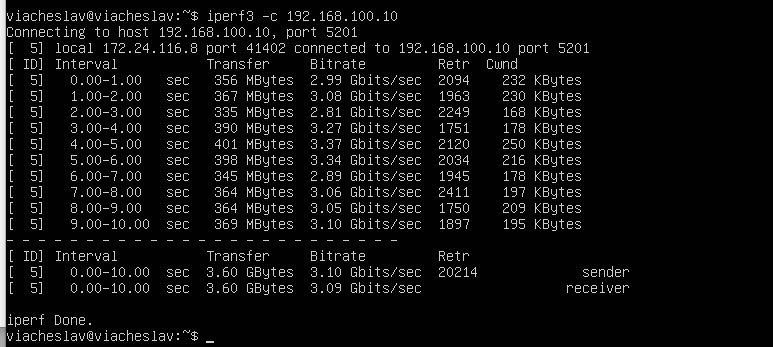 viacheslav@viacheslav:~$ iperf3 -c 192.168.100.10
Connecting to host 192.168.100.10, port 5201
[  5] local 172.24.116.8 port 41402 connected to 192.168.100.10 port 5201
[ ID] Interval           Transfer     Bitrate         Retr  Cwnd
[  5]   0.00-1.00   sec   356 MBytes  2.99 Gbits/sec  2094    232 KBytes
[  5]   1.00-2.00   sec   367 MBytes  3.08 Gbits/sec  1963    230 KBytes
[  5]   2.00-3.00   sec   335 MBytes  2.81 Gbits/sec  2249    168 KBytes
[  5]   3.00-4.00   sec   390 MBytes  3.27 Gbits/sec  1751    178 KBytes
[  5]   4.00-5.00   sec   401 MBytes  3.37 Gbits/sec  2120    250 KBytes
[  5]   5.00-6.00   sec   398 MBytes  3.34 Gbits/sec  2034    216 KBytes
[  5]   6.00-7.00   sec   345 MBytes  2.89 Gbits/sec  1945    178 KBytes
[  5]   7.00-8.00   sec   364 MBytes  3.06 Gbits/sec  2411    197 KBytes
[  5]   8.00-9.00   sec   364 MBytes  3.05 Gbits/sec  1750    209 KBytes
[  5]   9.00-10.00  sec   369 MBytes  3.10 Gbits/sec  1897    195 KBytes
- - - - - - - - - - - - - - - - - - - - - - - - -
[ ID] Interval           Transfer     Bitrate         Retr
[  5]   0.00-10.00  sec  3.60 GBytes  3.10 Gbits/sec  20214             sender
[  5]   0.00-10.00  sec  3.60 GBytes  3.09 Gbits/sec                  receiver
iperf Done.
viacheslav@viacheslav:~$ _